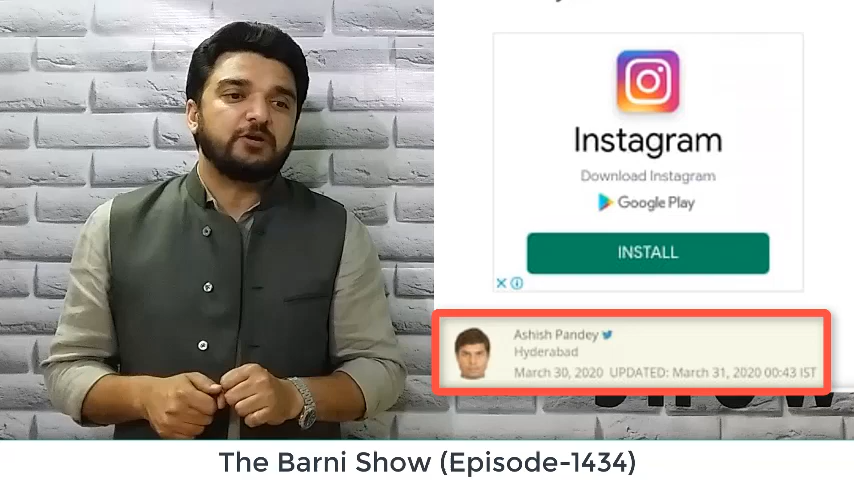 Instagram
Download Instagram
Google Play
INSTALL
Ashish Pandey
Hyderabad
March 30, 2020 UPDATED: March 31, 2020 00:43 IST
The Barni Show (Episode-1434)